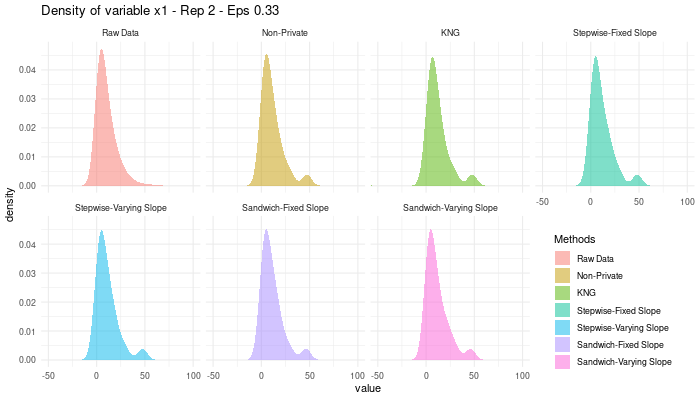 Density of variable x1 - Rep 2 - Eps 0.33
Raw Data Non-Private KNG Stepwise-Fixed Slope
0.04
0.03
0.02
0.01
0.00
-50 0 50 100
Stepwise-Varying Slope Sandwich-Fixed Slope Sandwich-Varying Slope
0.04
0.03
0.02
0.01
0.00
-50 0 50 100 -50 0 50 100 -50 0 50 100
density
value
Methods
Raw Data
Non-Private
KNG
Stepwise-Fixed Slope
Stepwise-Varying Slope
Sandwich-Fixed Slope
Sandwich-Varying Slope